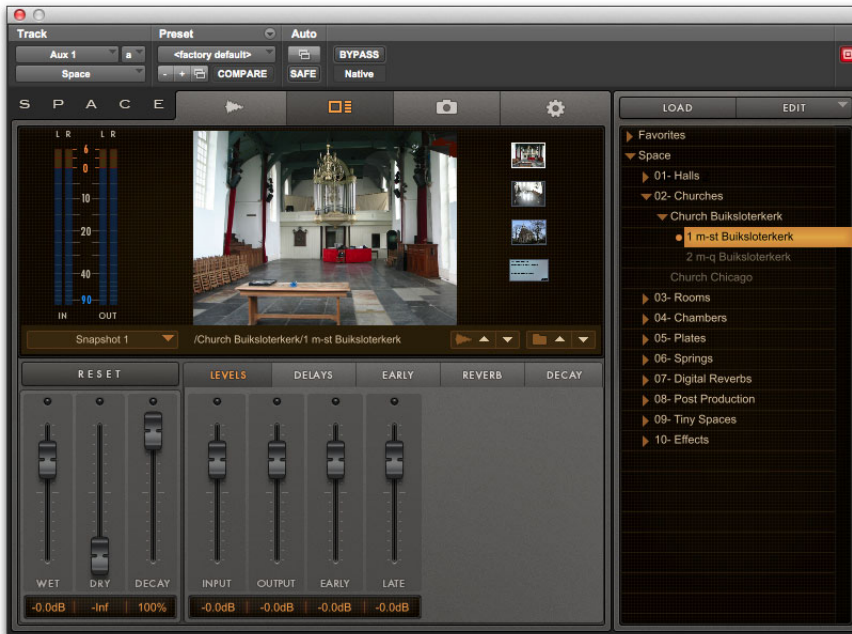 Track Preset Auto
Aux 1 a <factory default> BYPASS
Space - + COMPARE SAFE Native
S P A C E
LOAD EDIT
L R L R
6
0
10
20
40
90
IN OUT
Snapshot 1 /Church Buiksloterkerk/1 m-st Buiksloterkerk
Favorites
Space
01- Halls
02- Churches
Church Buiksloterkerk
1 m-st Buiksloterkerk
2 m-q Buiksloterkerk
Church Chicago
03- Rooms
04- Chambers
05- Plates
06- Springs
07- Digital Reverbs
08- Post Production
09- Tiny Spaces
10- Effects
RESET LEVELS DELAYS EARLY REVERB DECAY
WET DRY DECAY INPUT OUTPUT EARLY LATE
-0.0dB -Inf 100% -0.0dB -0.0dB -0.0dB -0.0dB